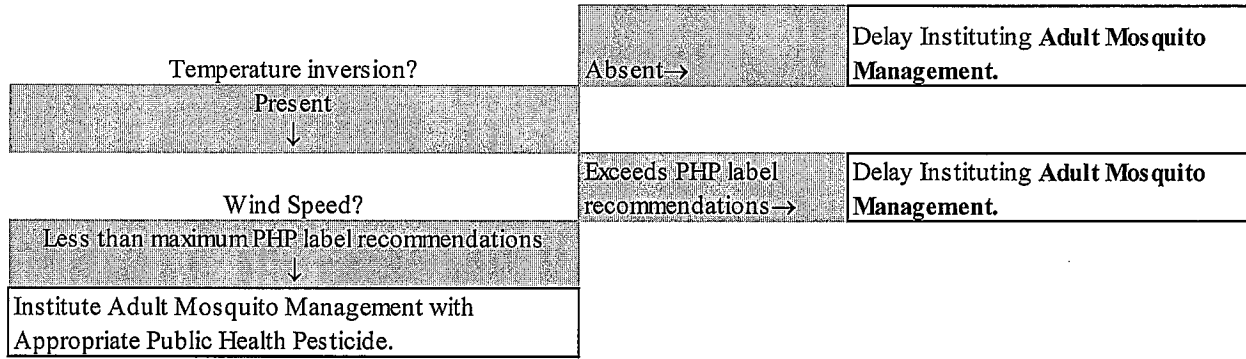 Temperature inversion?
Absent→
Delay Instituting Adult Mosquito
Management.
Present
↓
Wind Speed?
Exceeds PHP label
recommendations→
Delay Instituting Adult Mosquito
Management.
Less than maximum PHP label recommendations
↓
Institute Adult Mosquito Management with
Appropriate Public Health Pesticide.